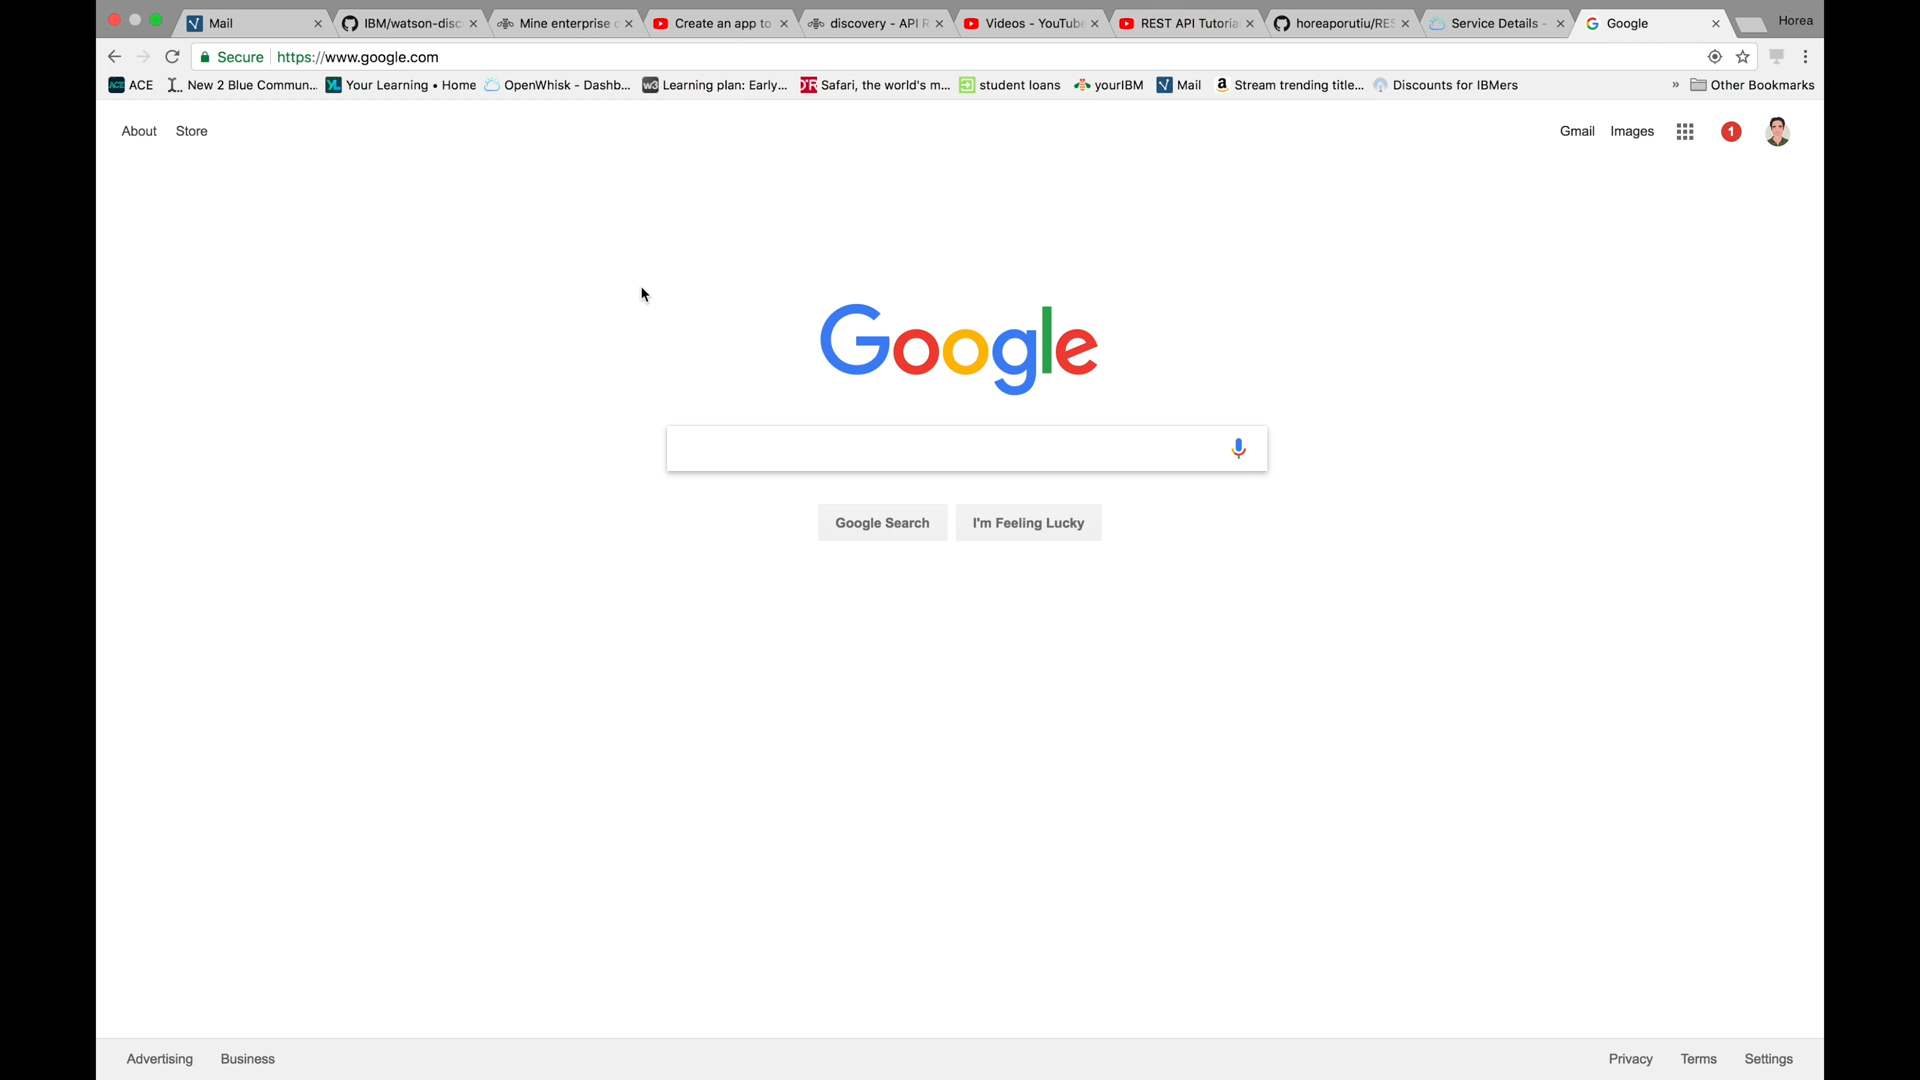 Mail
IBM/watson-disc
Mine enterprise
Create an app to
discovery - API R
Videos - YouTube
REST API Tutorial
horeaporutiu/RES
Service Details -
Google
Horea
Secure
https://www.google.com
ACE
New 2 Blue Commun...
Your Learning • Home
OpenWhisk - Dashb...
w3 Learning plan: Early...
Safari, the world's m...
student loans
yourIBM
Mail
Stream trending title...
Discounts for IBMers
»
Other Bookmarks
About
Store
Gmail
Images
1
Google
Google Search
I'm Feeling Lucky
Advertising
Business
Privacy
Terms
Settings